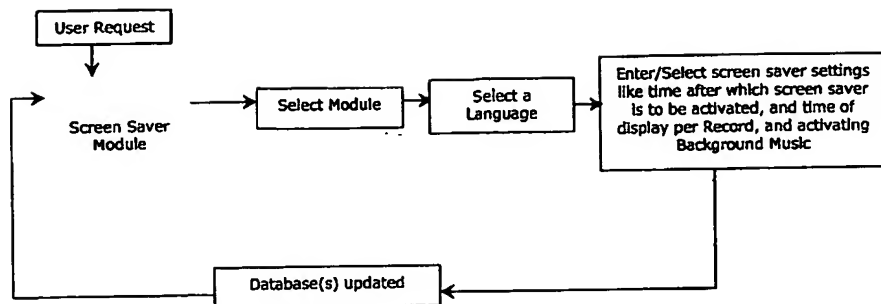 User Request
Screen Saver
Module
Select Module
Select a
Language
Enter/Select screen saver settings
like time after which screen saver
is to be activated, and time of
display per Record, and activating
Background Music
Database(s) updated